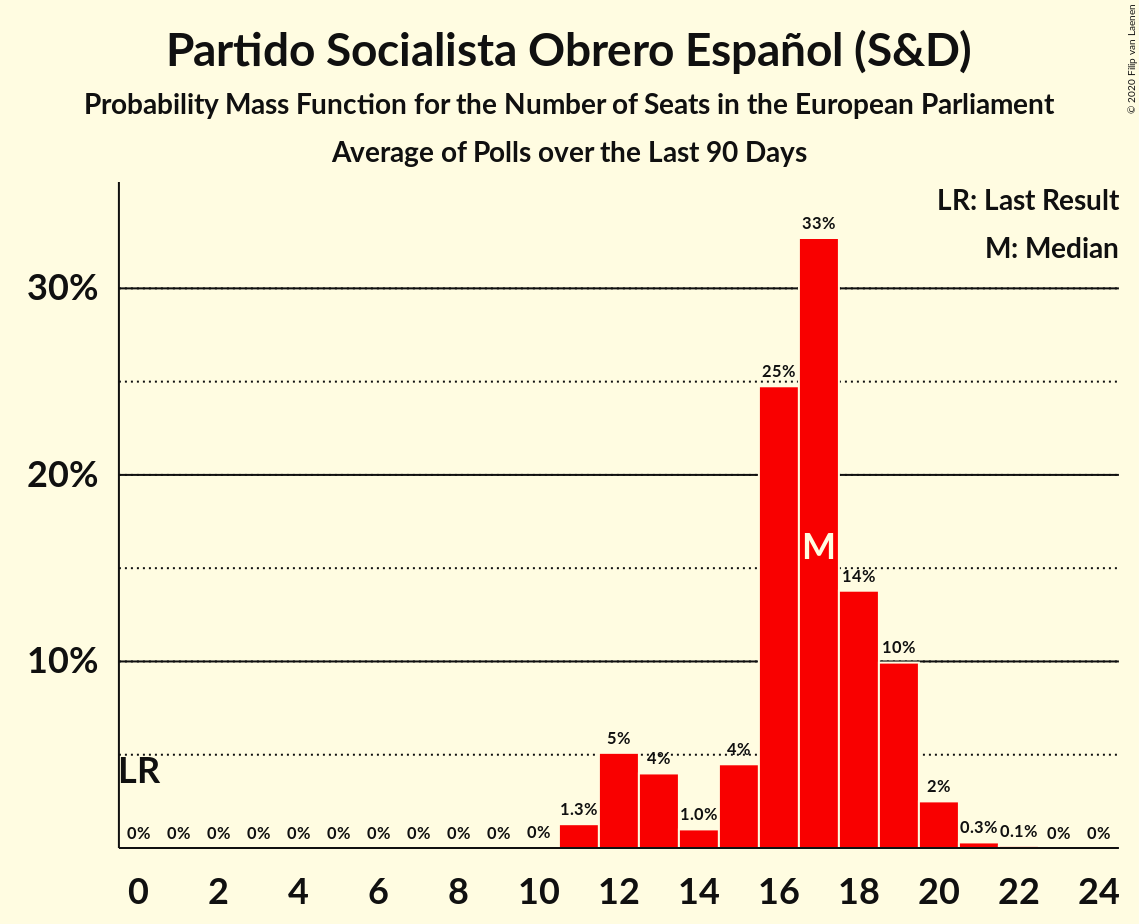 Partido Socialista Obrero Español (S&D)
Probability Mass Function for the Number of Seats in the European Parliament
Average of Polls over the Last 90 Days
© 2020 Filip van Laenen
LR: Last Result
M: Median
33%
30%
25%
20%
M
14%
10%
10%
5%
4%
4%
LR
2%
1.3%
1.0%
0% 0% 0% 0% 0% 0% 0% 0% 0% 0% 0% 0.3% 0.1% 0% 0%
0 2 4 6 8 10 12 14 16 18 20 22 24